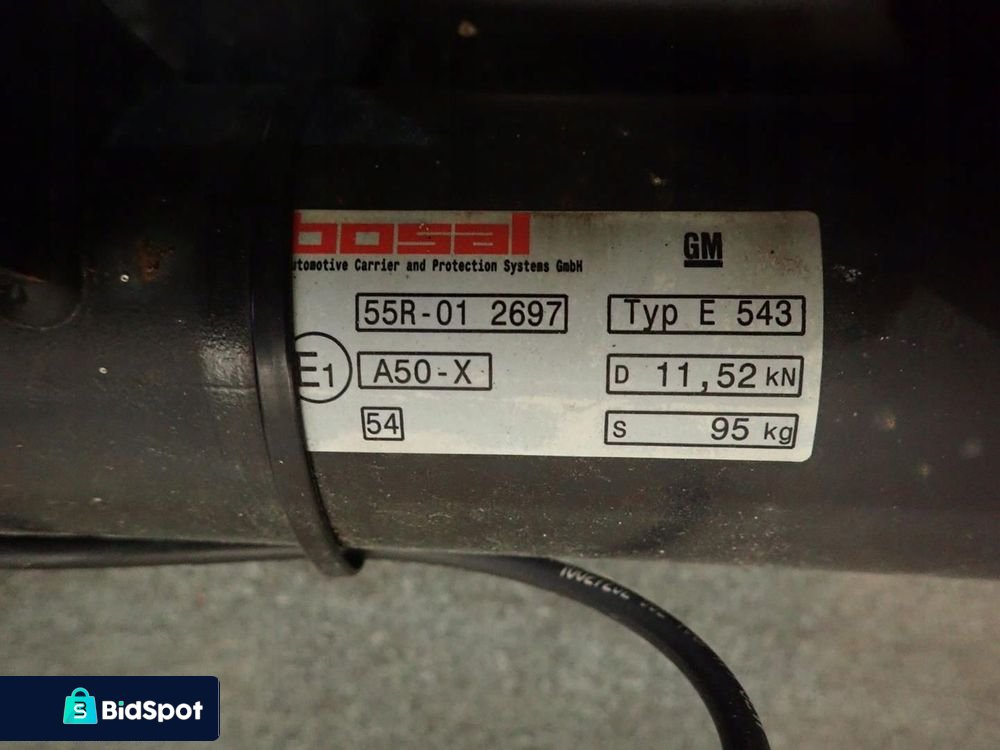 bosal
utomotive Carrier and Protection Systems GmbH
GM
55R-01 2697
Typ E 543
E1
A50-X
D 11,52 kN
54
S 95 kg
BidSpot